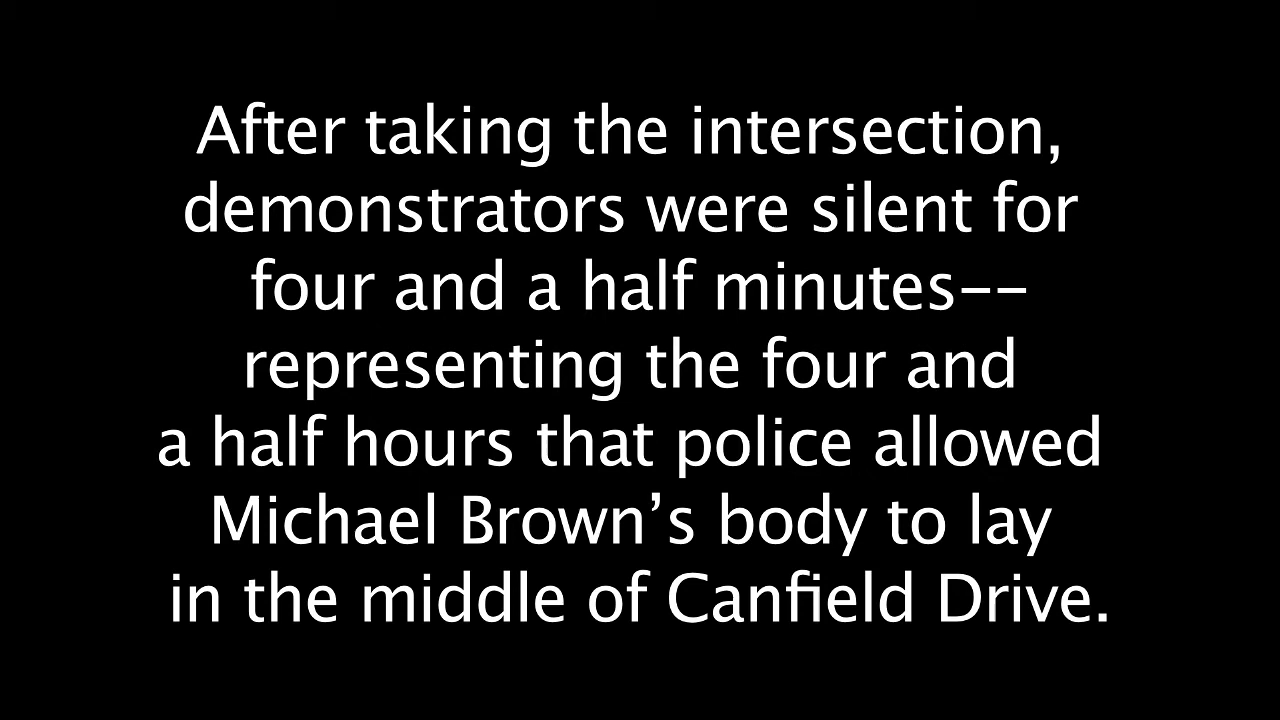 After taking the intersection,
demonstrators were silent for
four and a half minutes--
representing the four and
a half hours that police allowed
Michael Brown’s body to lay
in the middle of Canfield Drive.